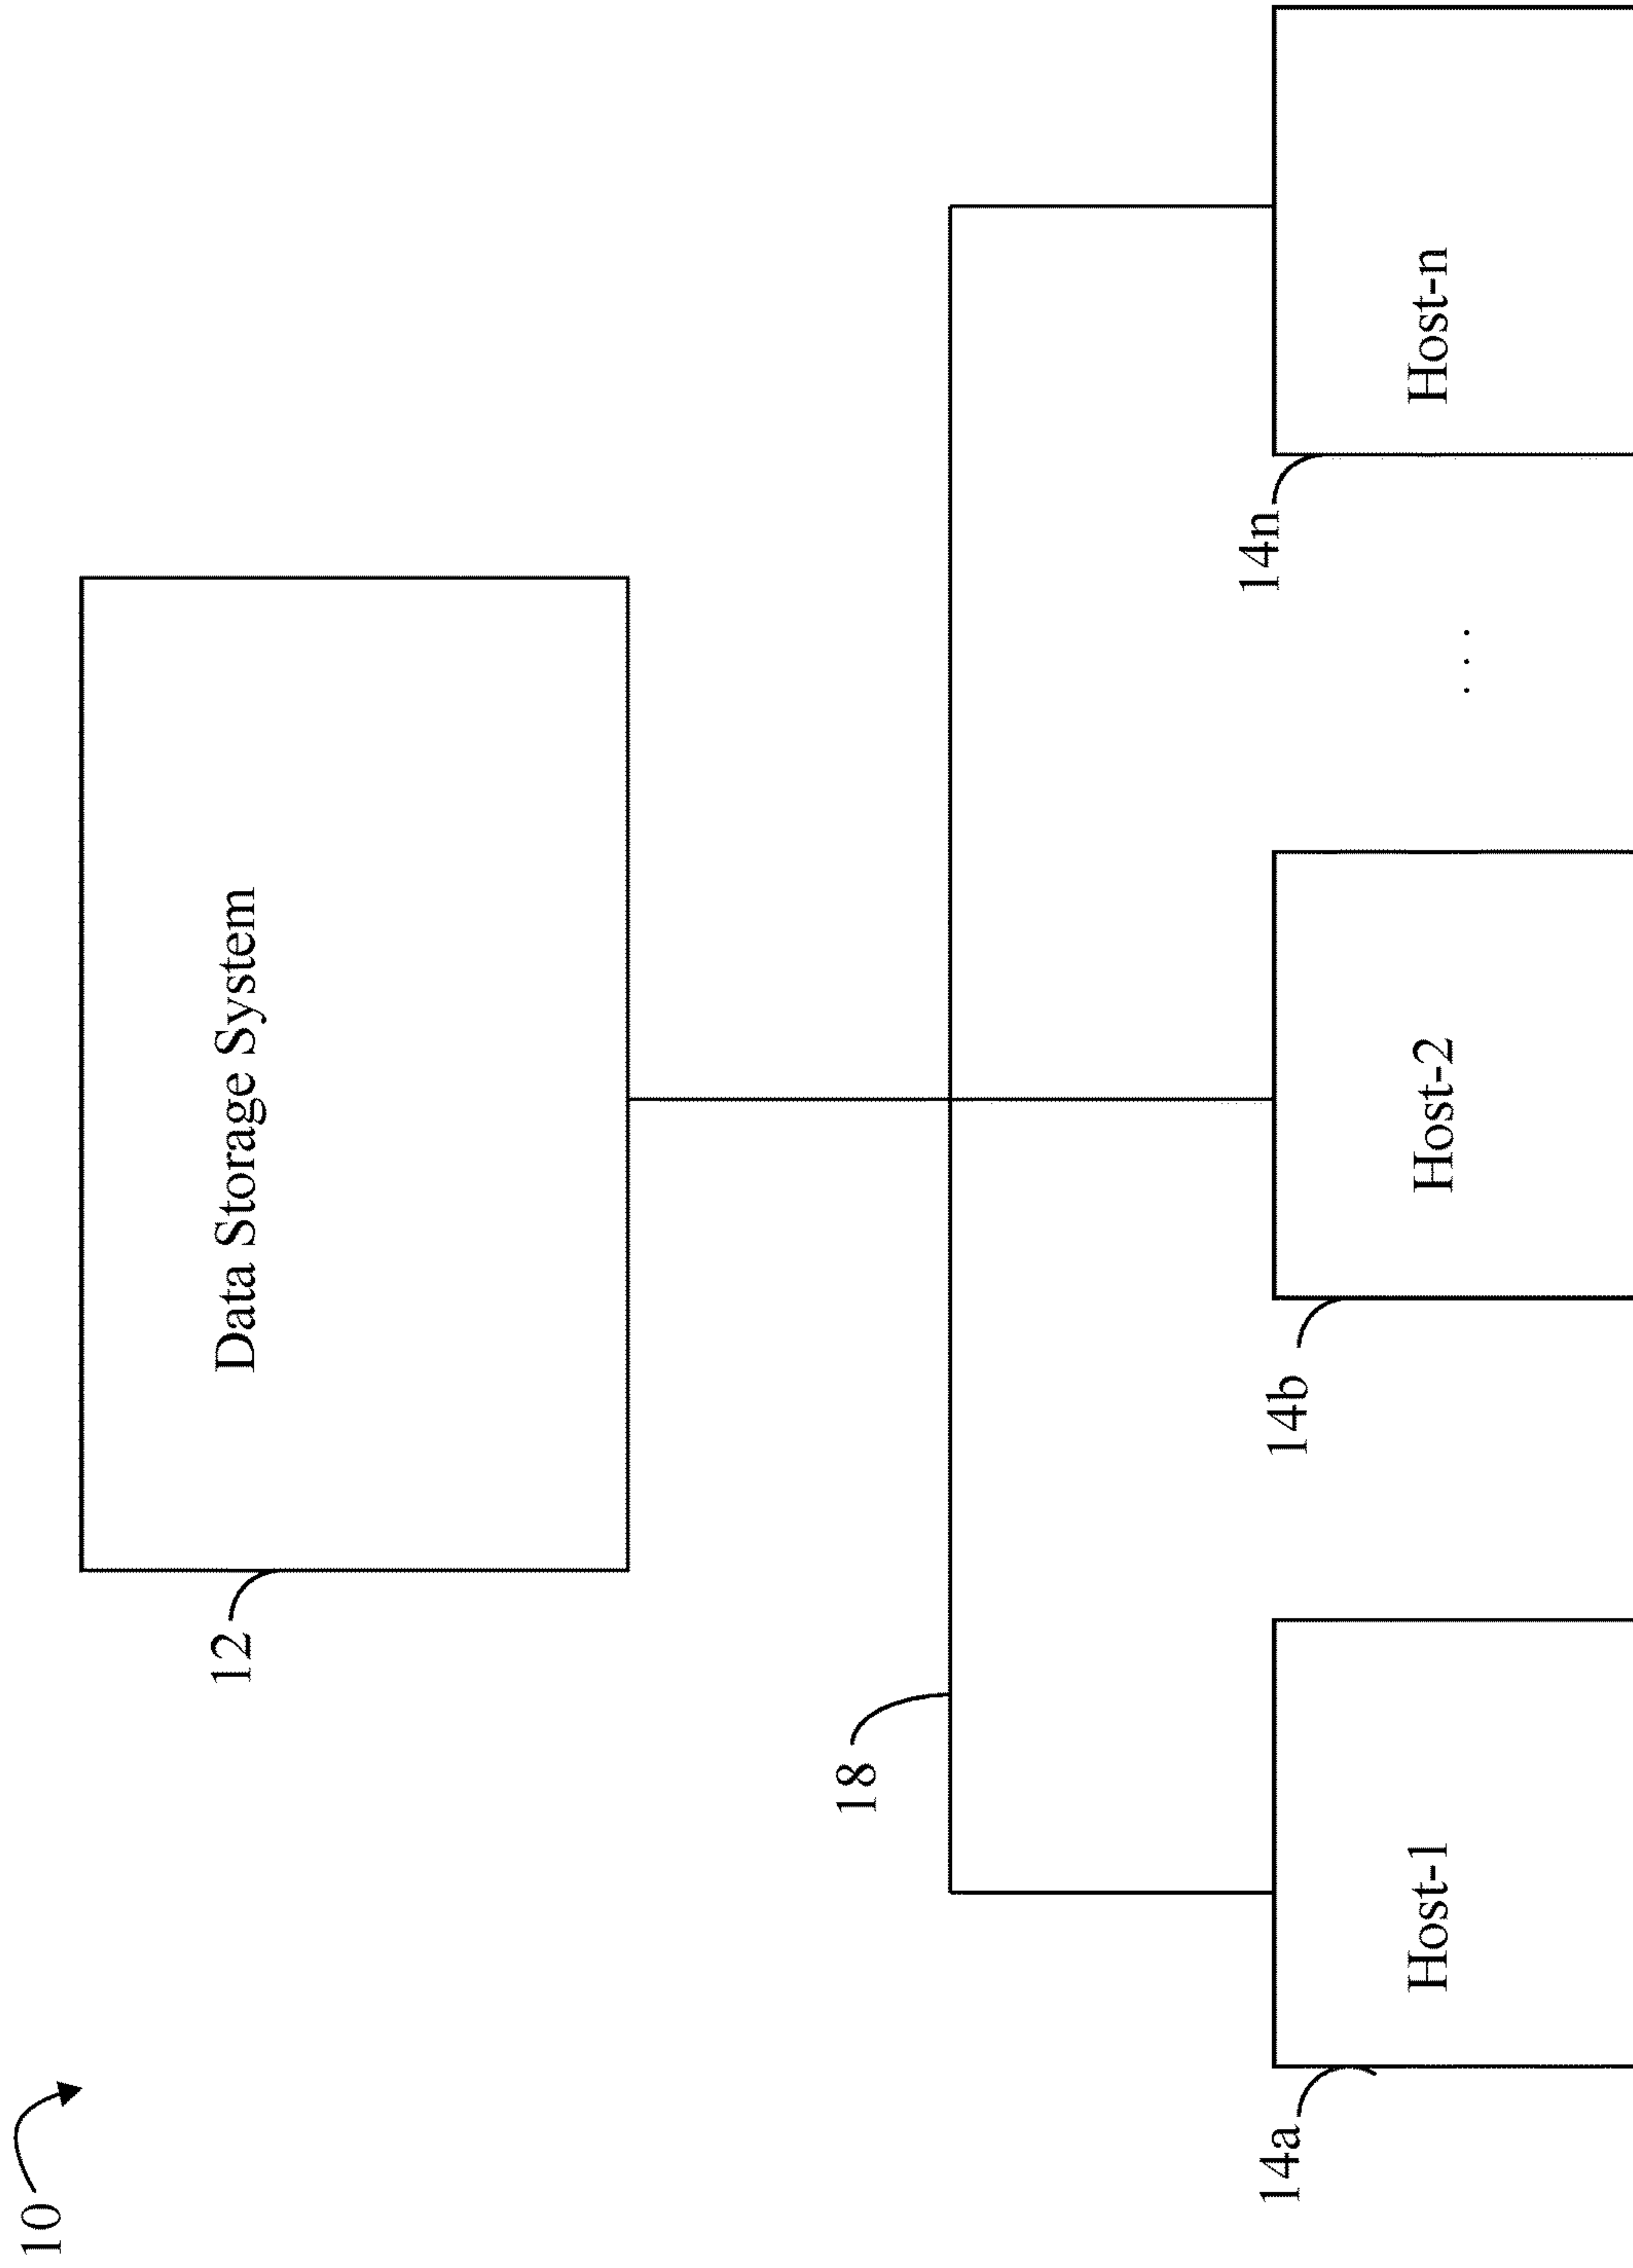 10
12
Data Storage System
18
14a
Host-1
14b
Host-2
. . .
14n
Host-n